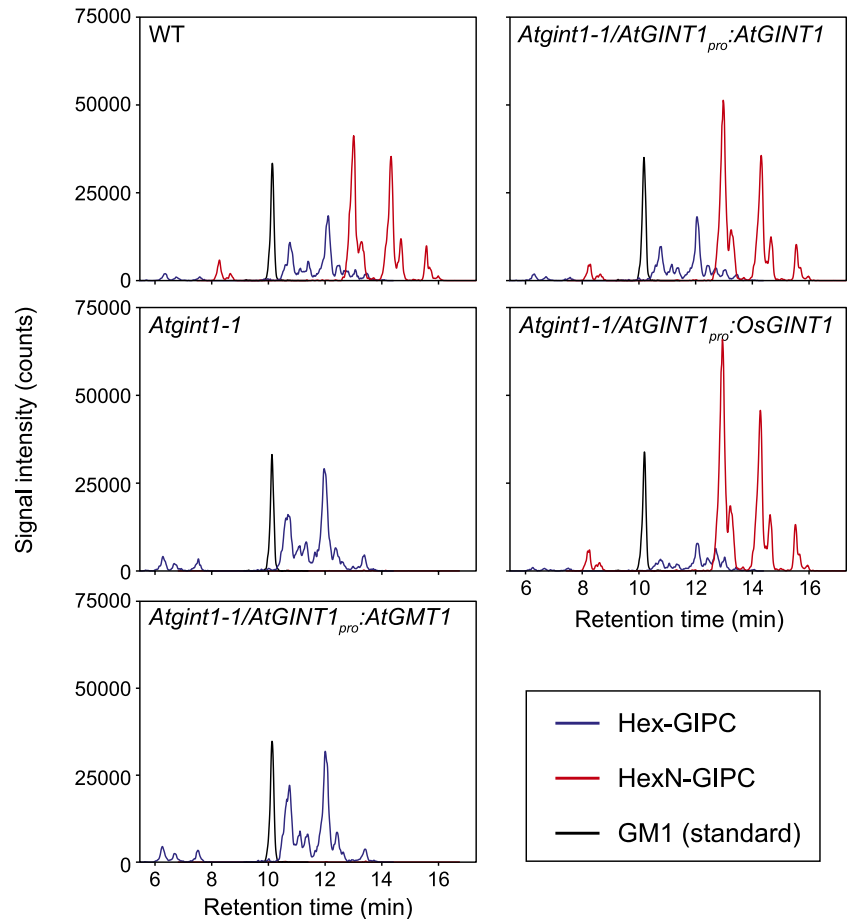 WT
75000
50000
25000
0
Atgint1-1/AtGINT1pro:AtGINT1
Atgint1-1
75000
50000
25000
0
Atgint1-1/AtGINT1pro:OsGINT1
6 8 10 12 14 16
Retention time (min)
Signal intensity (counts)
Atgint1-1/AtGINT1pro:AtGMT1
75000
50000
25000
0
6 8 10 12 14 16
Retention time (min)
Hex-GIPC
HexN-GIPC
GM1 (standard)